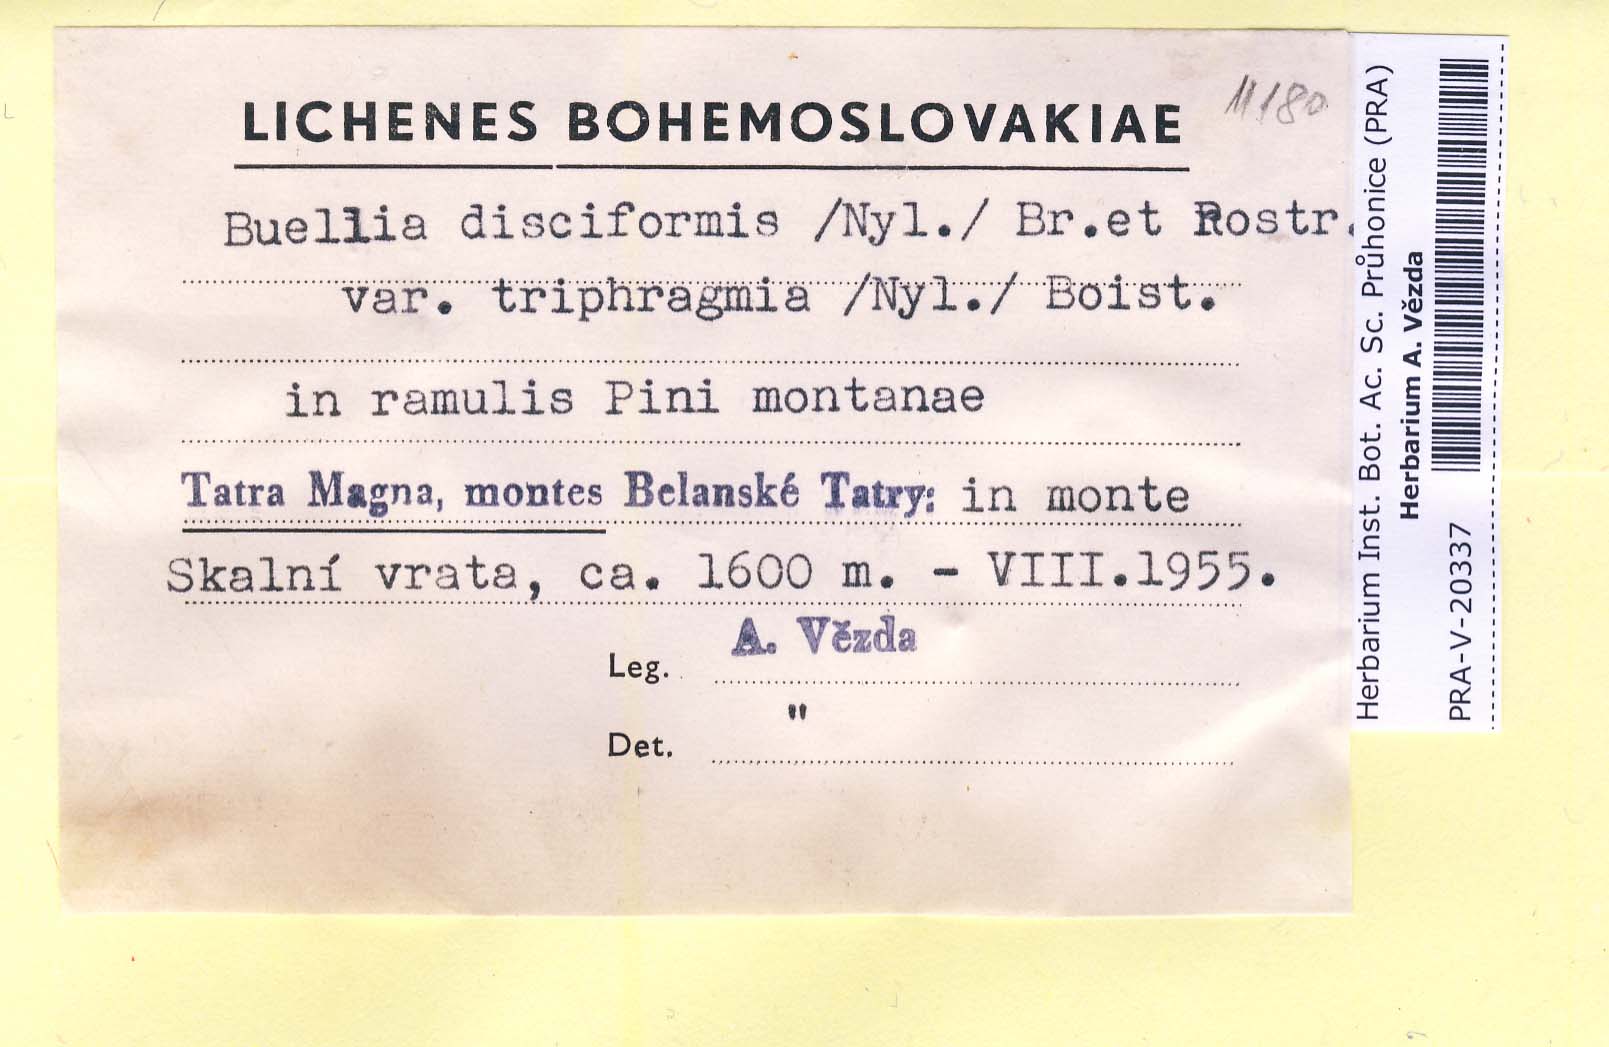 11180
LICHENES BOHEMOSLOVAKIAE
Buellia disciformis /Nyl./ Br.et Rostr.
var. triphragmia /Nyl./ Boist.
in ramulis Pini montanae
Tatra Magna, montes Belanské Tatry: in monte
Skalní vrata, ca. 1600 m. - VIII.1955.
Leg. A. Vězda
Det. "
Herbarium Inst. Bot. Ac. Sc. Průhonice (PRA)
Herbarium A. Vězda
PRA-V-20337